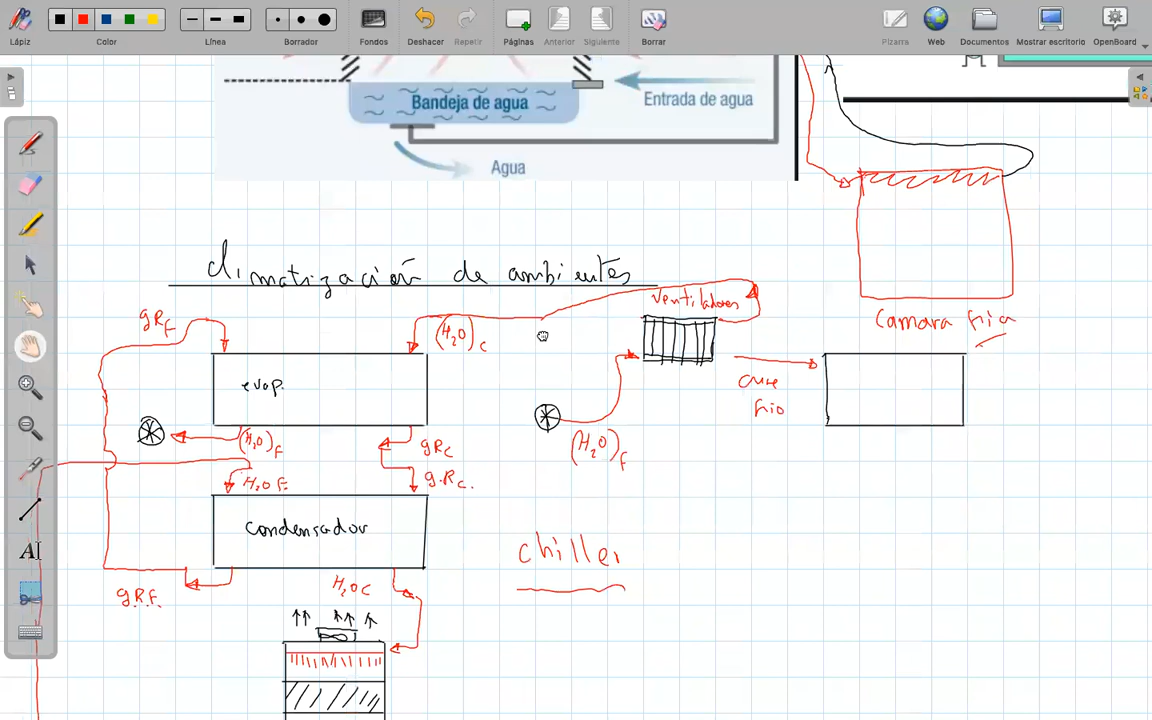 Lápiz
Color
Línea
Borrador
Fondos
Deshacer
Repetir
Páginas
Anterior
Siguiente
Borrar
Pizarra
Web
Documentos
Mostrar escritorio
OpenBoard
Bandeja de agua
Entrada de agua
Agua
climatización de ambientes
ventiladores
Camara fria
gRf
(H₂O)c
evap.
aire
frio
(H₂O)f
gRc
(H₂O)f
H₂O F.
g.Rc.
condensador
chiller
g.R.F.
H₂O c